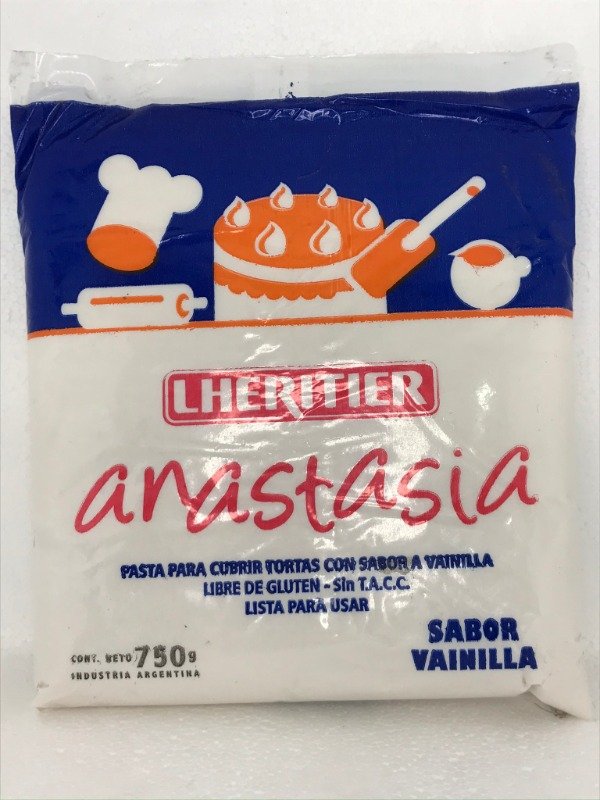 LHERITIER
anastasia
PASTA PARA CUBRIR TORTAS CON SABOR A VAINILLA
LIBRE DE GLUTEN - Sin T.A.C.C.
LISTA PARA USAR
SABOR
VAINILLA
CONT. NETO 750g
INDUSTRIA ARGENTINA